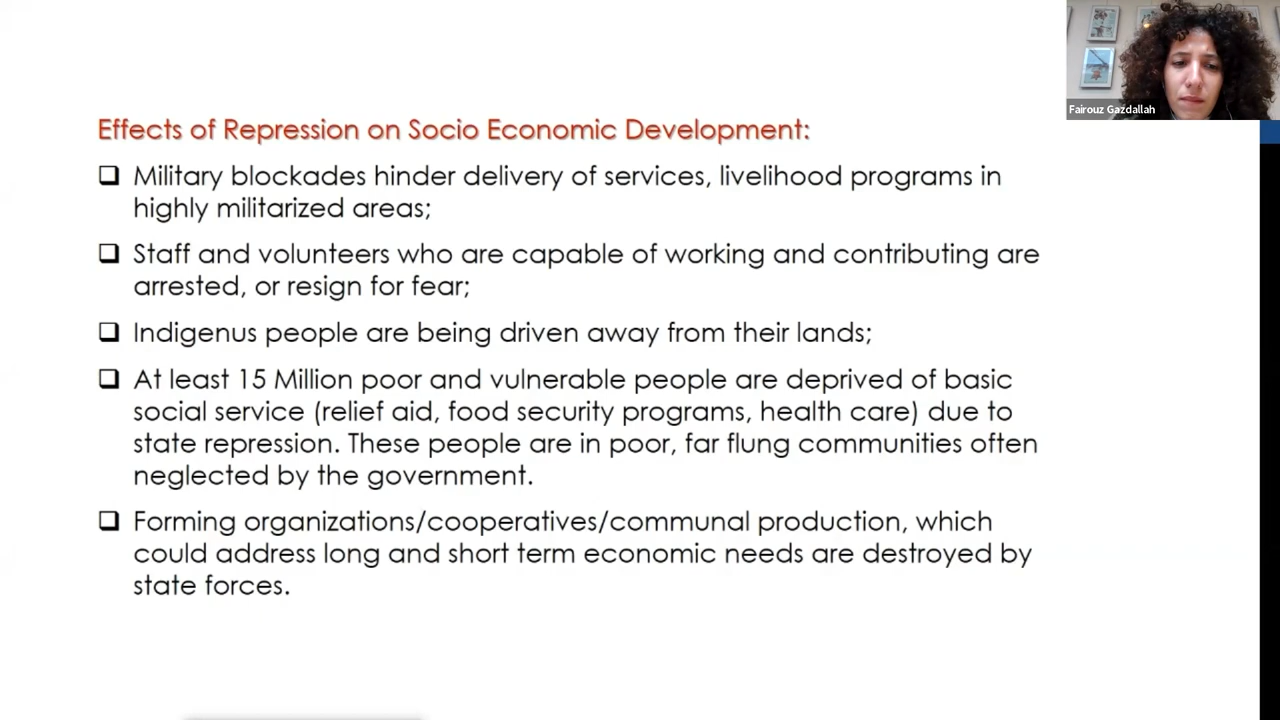 Fairouz Gazdallah
Effects of Repression on Socio Economic Development:
Military blockades hinder delivery of services, livelihood programs in
highly militarized areas;
Staff and volunteers who are capable of working and contributing are
arrested, or resign for fear;
Indigenus people are being driven away from their lands;
At least 15 Million poor and vulnerable people are deprived of basic
social service (relief aid, food security programs, health care) due to
state repression. These people are in poor, far flung communities often
neglected by the government.
Forming organizations/cooperatives/communal production, which
could address long and short term economic needs are destroyed by
state forces.